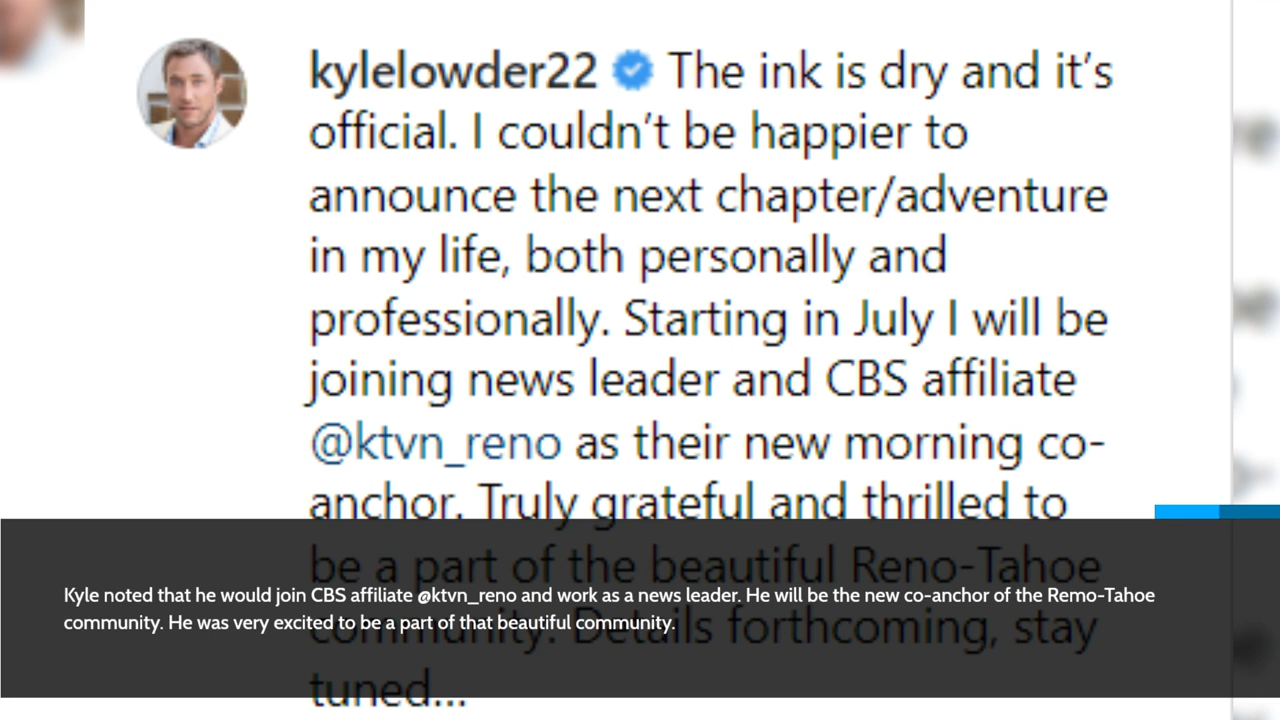 kylelowder22 The ink is dry and it's
official. I couldn't be happier to
announce the next chapter/adventure
in my life, both personally and
professionally. Starting in July I will be
joining news leader and CBS affiliate
@ktvn_reno as their new morning co-
anchor. Truly grateful and thrilled to
be a part of the beautiful Reno-Tahoe
community. Details forthcoming, stay
tuned...
Kyle noted that he would join CBS affiliate @ktvn_reno and work as a news leader. He will be the new co-anchor of the Remo-Tahoe
community. He was very excited to be a part of that beautiful community.